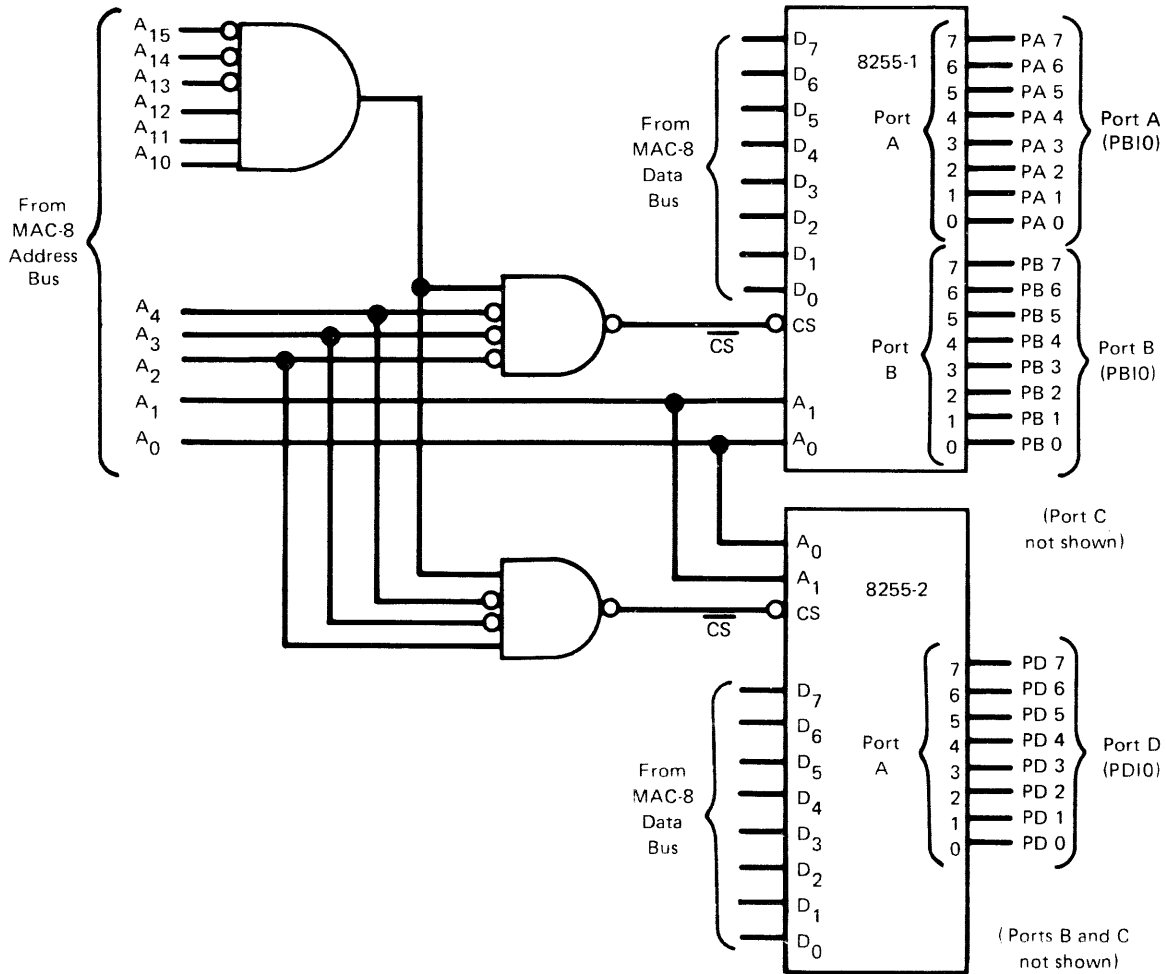 A15
A14
A13
A12
A11
A10
From
MAC-8
Address
Bus
A4
A3
A2
A1
A0
From
MAC-8
Data
Bus
D7
D6
D5
D4
D3
D2
D1
D0
CS
CS
A1
A0
8255-1
Port
A
7
6
5
4
3
2
1
0
PA 7
PA 6
PA 5
PA 4
PA 3
PA 2
PA 1
PA 0
Port A
(PBI0)
Port
B
7
6
5
4
3
2
1
0
PB 7
PB 6
PB 5
PB 4
PB 3
PB 2
PB 1
PB 0
Port B
(PBI0)
(Port C
not shown)
A0
A1
CS
CS
8255-2
From
MAC-8
Data
Bus
D7
D6
D5
D4
D3
D2
D1
D0
Port
A
7
6
5
4
3
2
1
0
PD 7
PD 6
PD 5
PD 4
PD 3
PD 2
PD 1
PD 0
Port D
(PDI0)
(Ports B and C
not shown)